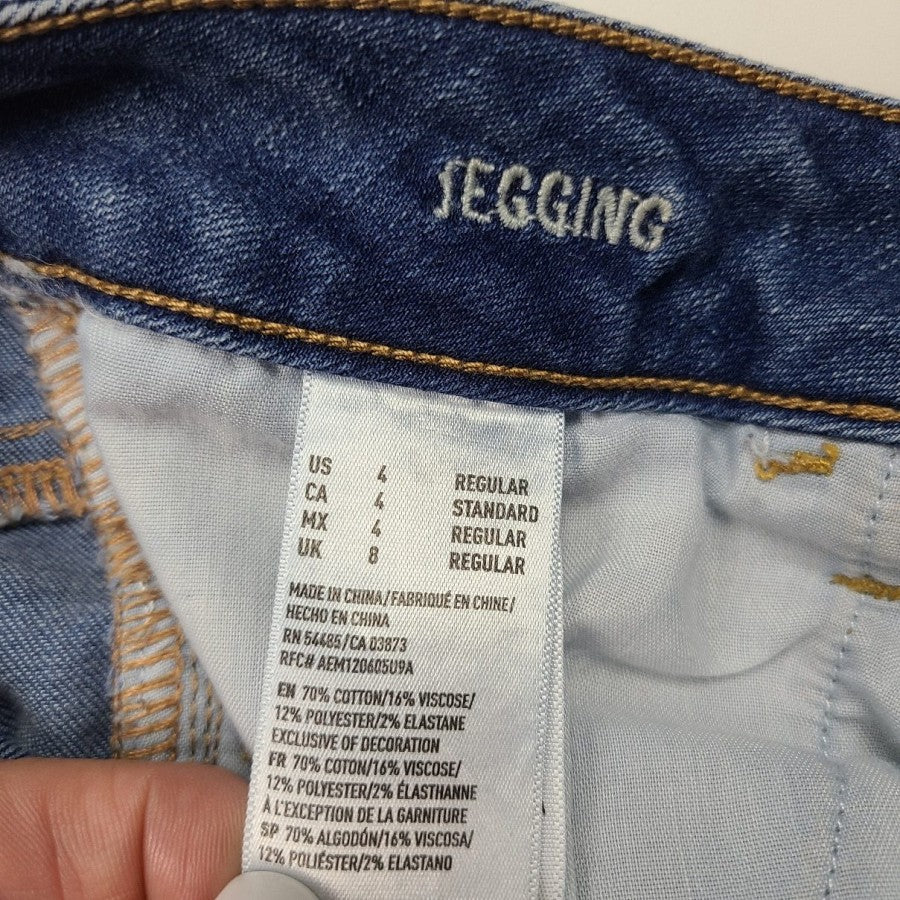 JEGGING
US 4 REGULAR
CA 4 STANDARD
MX 4 REGULAR
UK 8 REGULAR
MADE IN CHINA/FABRIQUÉ EN CHINE/
HECHO EN CHINA
RN 54485/CA 03873
RFC# AEM120605U9A
EN 70% COTTON/16% VISCOSE/
12% POLYESTER/2% ELASTANE
EXCLUSIVE OF DECORATION
FR 70% COTON/16% VISCOSE/
12% POLYESTER/2% ÉLASTHANNE
À L'EXCEPTION DE LA GARNITURE
SP 70% ALGODÓN/16% VISCOSA/
12% POLIÉSTER/2% ELASTANO